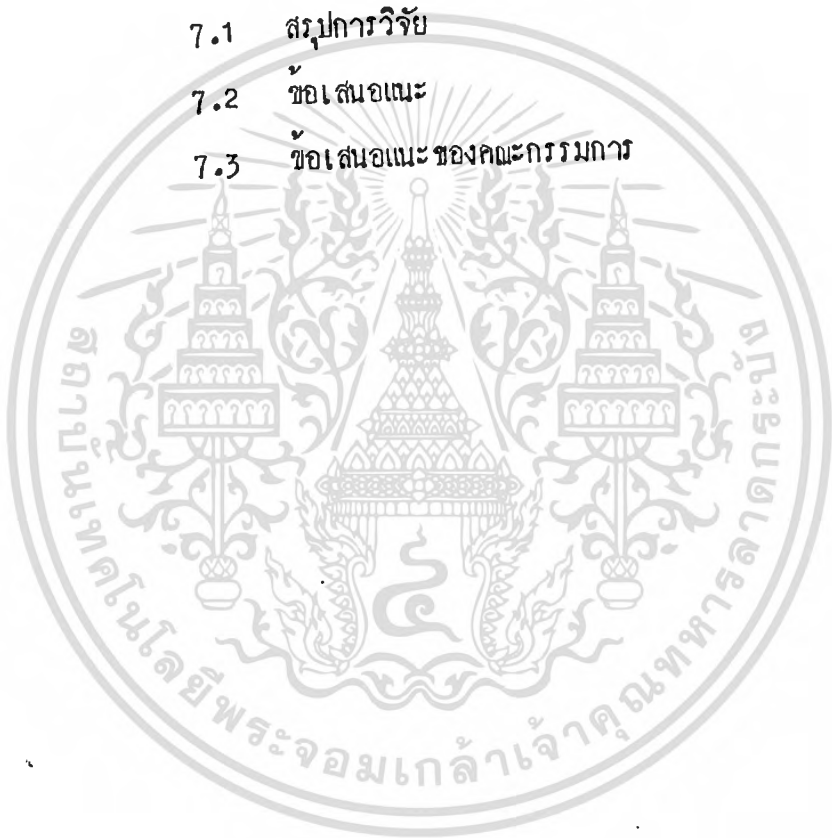 7.1 สรุปการวิจัย
7.2 ข้อเสนอแนะ
7.3 ข้อเสนอแนะของคณะกรรมการ
สถาบันเทคโนโลยีพระจอมเกล้าเจ้าคุณทหารลาดกระบัง